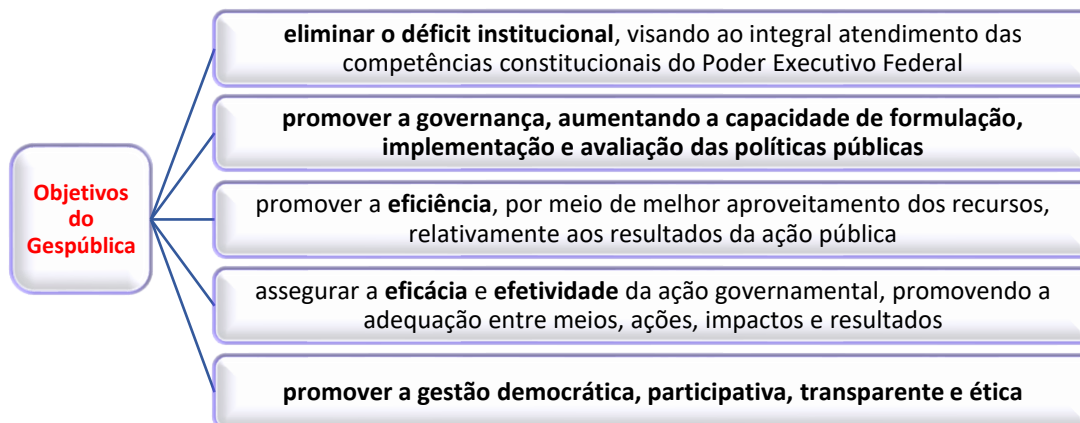 eliminar o déficit institucional, visando ao integral atendimento das
competências constitucionais do Poder Executivo Federal
promover a governança, aumentando a capacidade de formulação,
implementação e avaliação das políticas públicas
Objetivos
do
Gespública
promover a eficiência, por meio de melhor aproveitamento dos recursos,
relativamente aos resultados da ação pública
assegurar a eficácia e efetividade da ação governamental, promovendo a
adequação entre meios, ações, impactos e resultados
promover a gestão democrática, participativa, transparente e ética